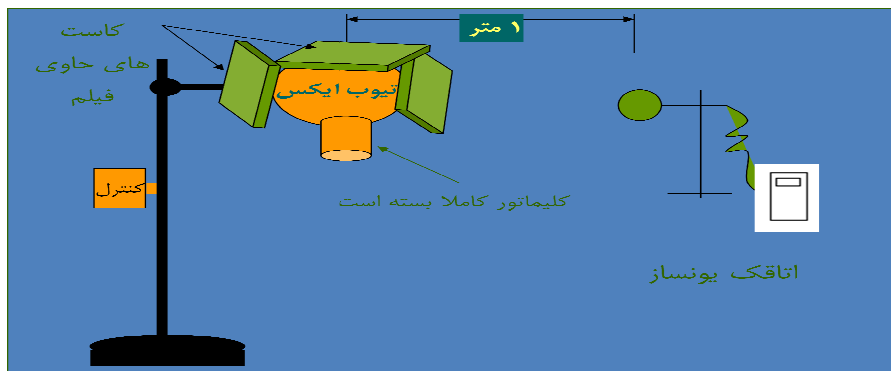 کاست
های حاوی
فیلم
۱ متر
تیوب ایکس
کنترل
کلیماتور کاملا بسته است
اتاقک یونساز